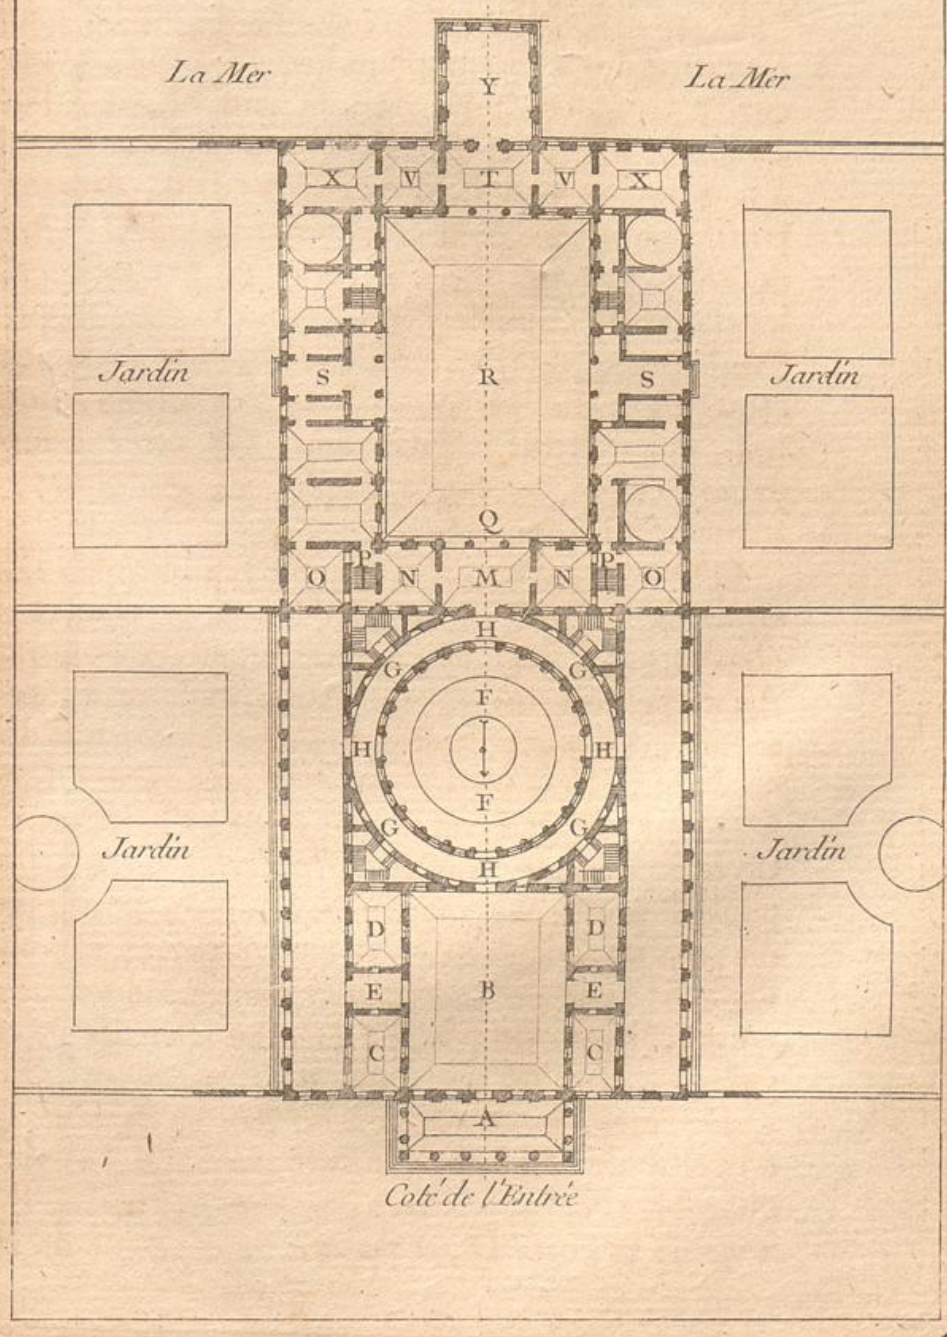 La Mer
La Mer
Y
X V T V X
Jardin
S R S
Jardin
Q
O P N M N P O
H
G G
F
H H
F
G G
H
Jardin
Jardin
D D
E B E
C C
A
Coté de l'Entrée